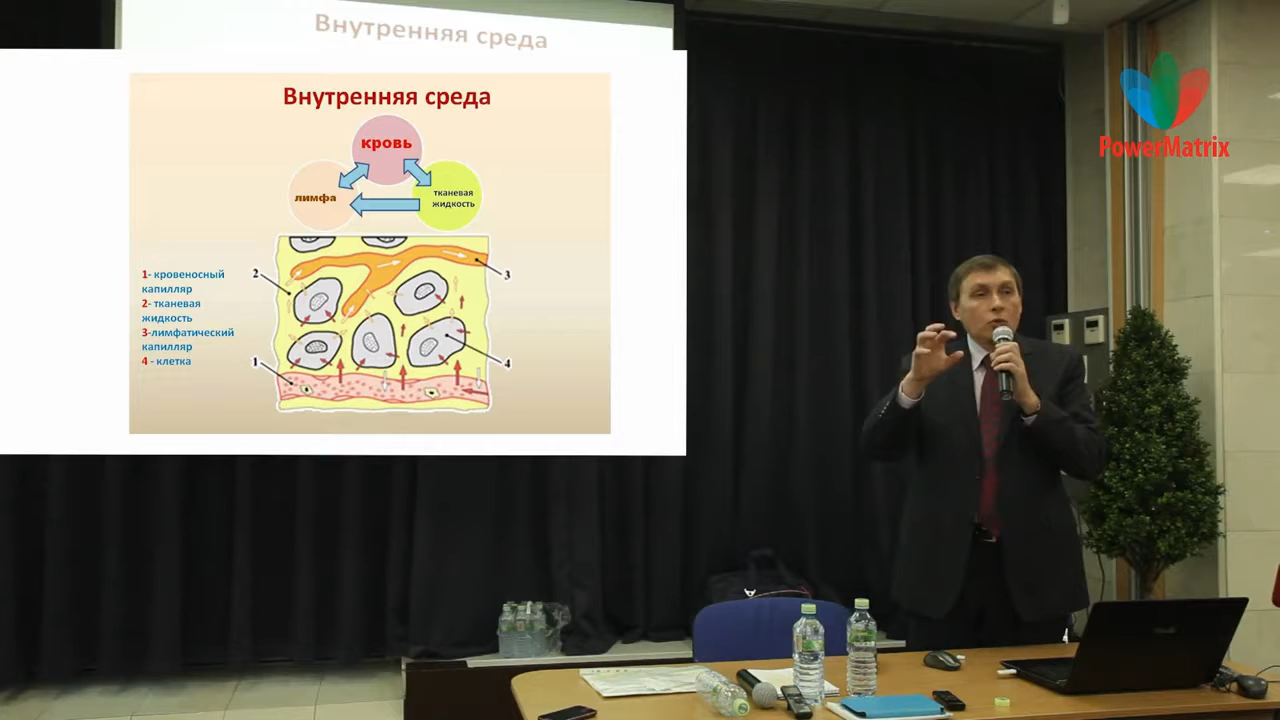 Внутренняя среда
Внутренняя среда
кровь
лимфа
тканевая
жидкость
1- кровеносный
капилляр
2- тканевая
жидкость
3-лимфатический
капилляр
4 - клетка
2
3
1
4
PowerMatrix